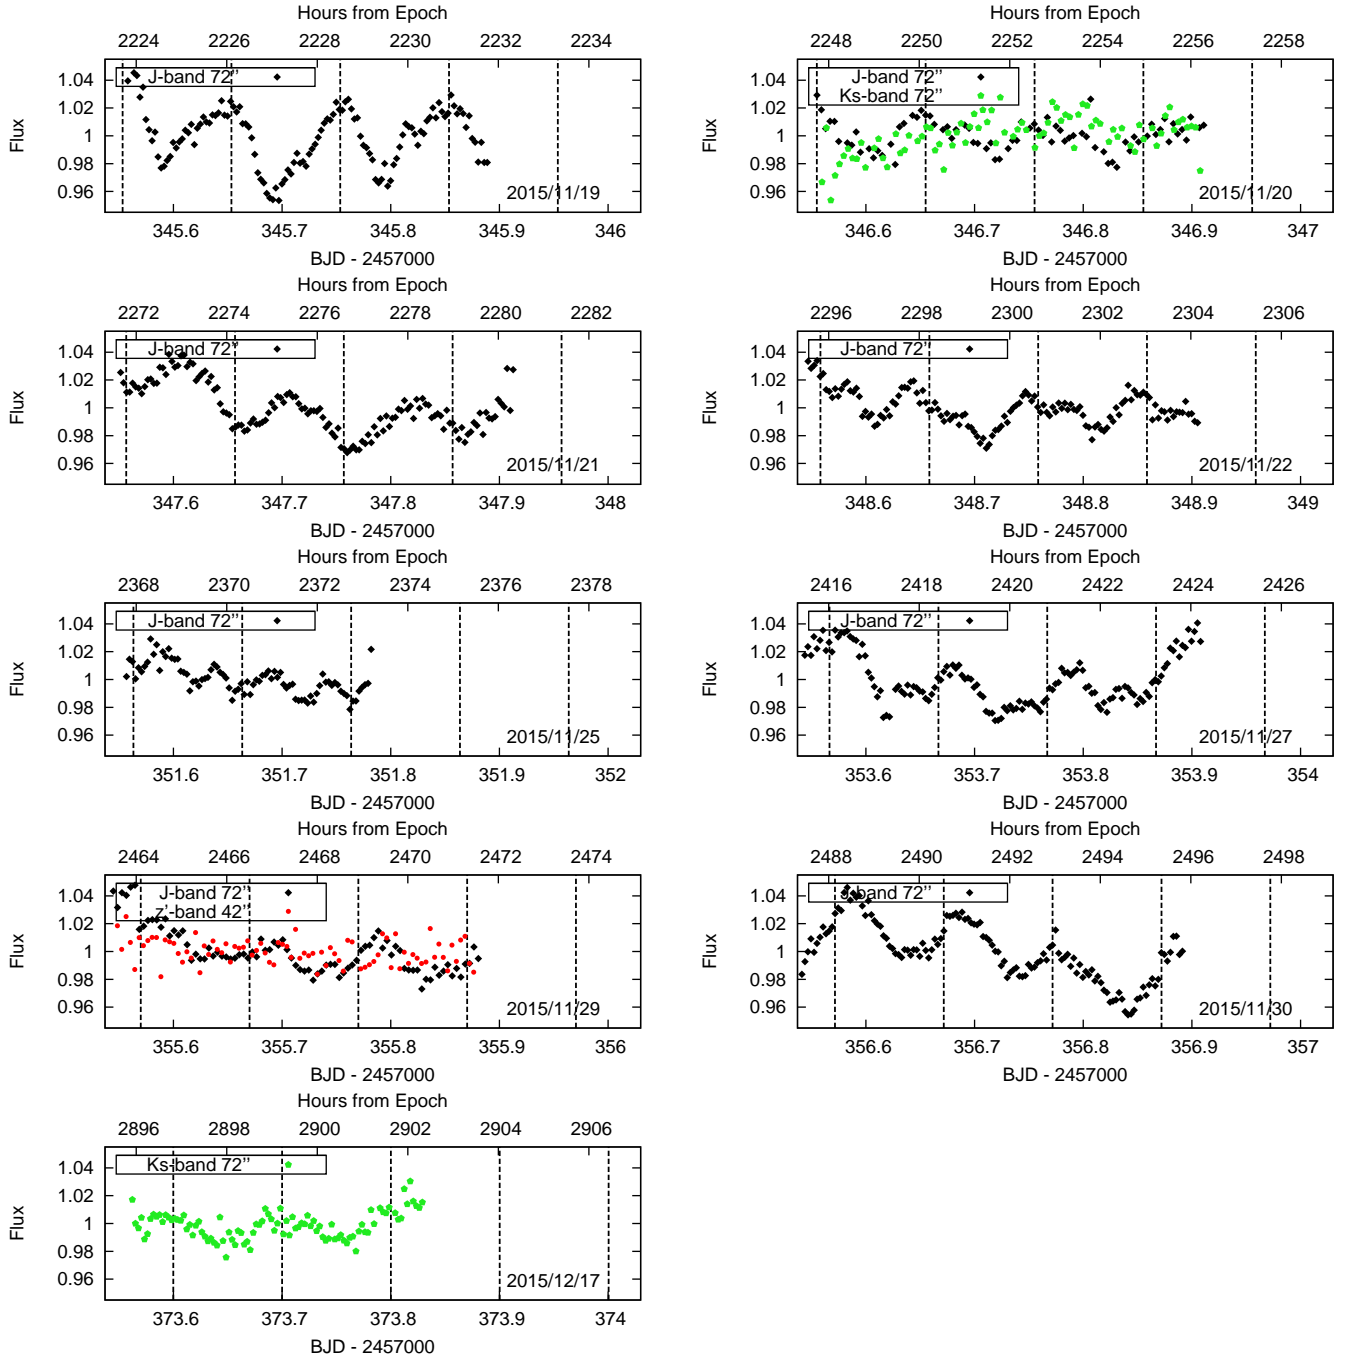 Hours from Epoch
2224 2226 2228 2230 2232 2234
Flux
1.04
1.02
1
0.98
0.96
J-band 72''
2015/11/19
345.6 345.7 345.8 345.9 346
BJD - 2457000
Hours from Epoch
2248 2250 2252 2254 2256 2258
Flux
1.04
1.02
1
0.98
0.96
J-band 72''
Ks-band 72''
2015/11/20
346.6 346.7 346.8 346.9 347
BJD - 2457000
Hours from Epoch
2272 2274 2276 2278 2280 2282
Flux
1.04
1.02
1
0.98
0.96
J-band 72''
2015/11/21
347.6 347.7 347.8 347.9 348
BJD - 2457000
Hours from Epoch
2296 2298 2300 2302 2304 2306
Flux
1.04
1.02
1
0.98
0.96
J-band 72''
2015/11/22
348.6 348.7 348.8 348.9 349
BJD - 2457000
Hours from Epoch
2368 2370 2372 2374 2376 2378
Flux
1.04
1.02
1
0.98
0.96
J-band 72''
2015/11/25
351.6 351.7 351.8 351.9 352
BJD - 2457000
Hours from Epoch
2416 2418 2420 2422 2424 2426
Flux
1.04
1.02
1
0.98
0.96
J-band 72''
2015/11/27
353.6 353.7 353.8 353.9 354
BJD - 2457000
Hours from Epoch
2464 2466 2468 2470 2472 2474
Flux
1.04
1.02
1
0.98
0.96
J-band 72''
z'-band 42''
2015/11/29
355.6 355.7 355.8 355.9 356
BJD - 2457000
Hours from Epoch
2488 2490 2492 2494 2496 2498
Flux
1.04
1.02
1
0.98
0.96
J-band 72''
2015/11/30
356.6 356.7 356.8 356.9 357
BJD - 2457000
Hours from Epoch
2896 2898 2900 2902 2904 2906
Flux
1.04
1.02
1
0.98
0.96
Ks-band 72''
2015/12/17
373.6 373.7 373.8 373.9 374
BJD - 2457000